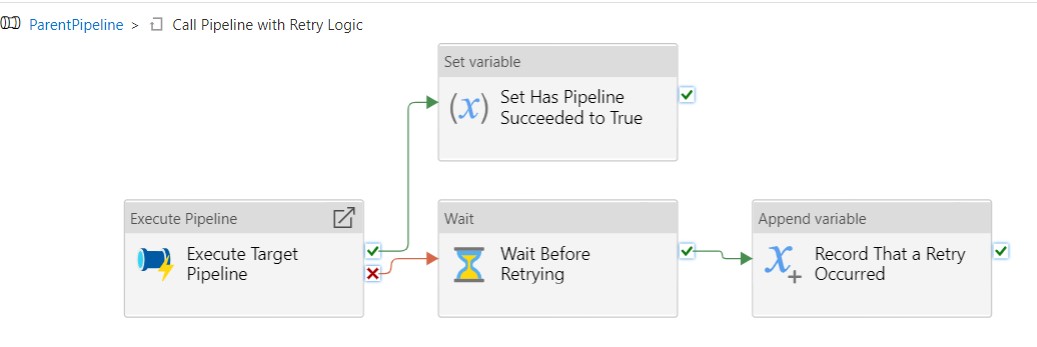 ParentPipeline > Call Pipeline with Retry Logic
Set variable
(x) Set Has Pipeline
Succeeded to True
Execute Pipeline
Execute Target
Pipeline
Wait
Wait Before
Retrying
Append variable
X+ Record That a Retry
Occurred